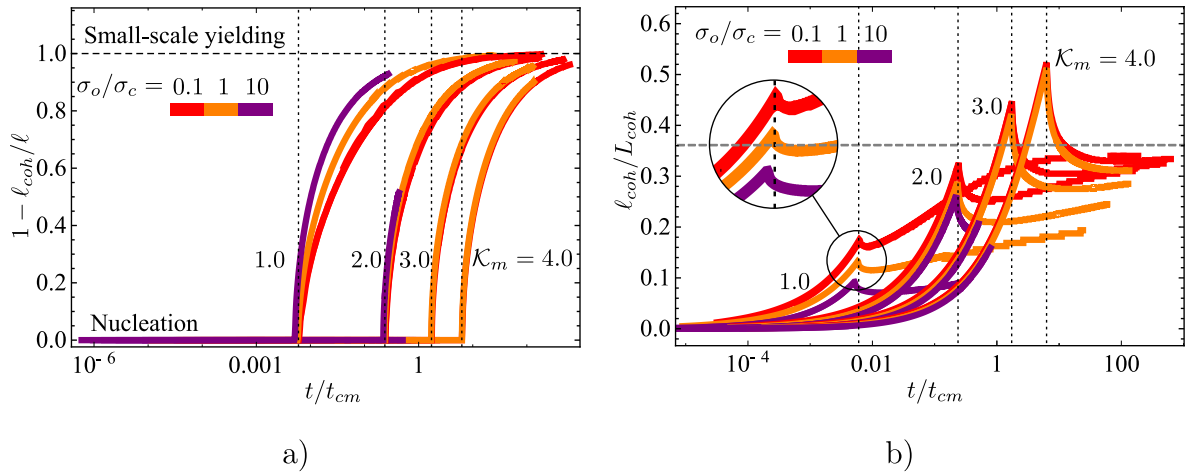 Small-scale yielding
σ_o/σ_c = 0.1 1 10
1.0
0.8
0.6
0.4
0.2
0.0
1 − ℓ_coh/ℓ
1.0 2.0 3.0 𝒦_m = 4.0
Nucleation
10^-6 0.001 1
t/t_cm
a)
σ_o/σ_c = 0.1 1 10
𝒦_m = 4.0
3.0
2.0
1.0
0.6
0.5
0.4
0.3
0.2
0.1
0.0
ℓ_coh/L_coh
10^-4 0.01 1 100
t/t_cm
b)